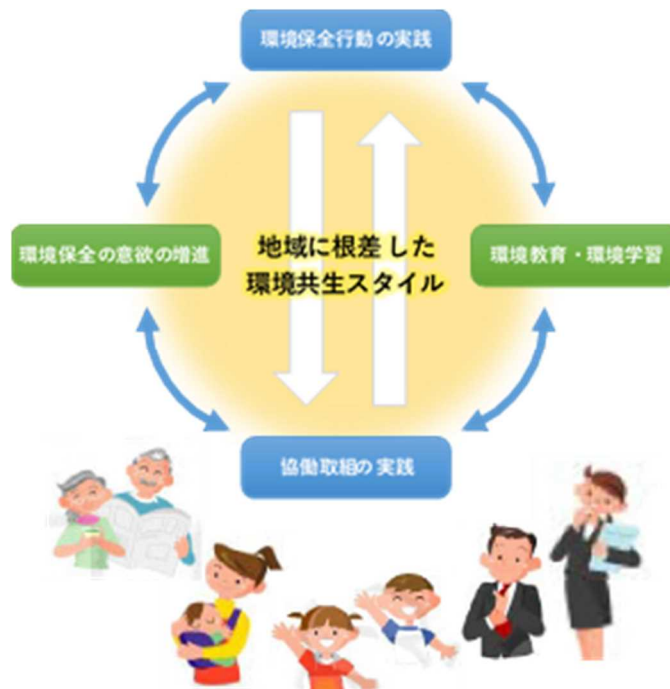 環境保全行動の実践
環境保全の意欲の増進
地域に根差した
環境共生スタイル
環境教育・環境学習
協働取組の実践